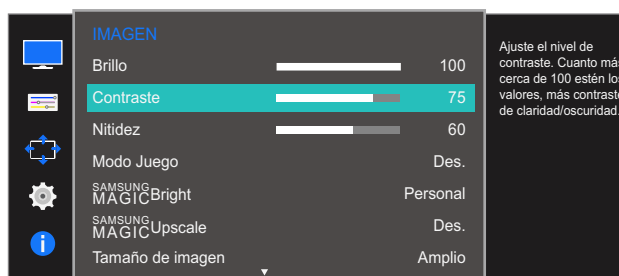 IMAGEN
Brillo 100
Contraste 75
Nitidez 60
Modo Juego Des.
SAMSUNG
MAGICBright Personal
SAMSUNG
MAGICUpscale Des.
Tamaño de imagen Amplio
Ajuste el nivel de
contraste. Cuanto más
cerca de 100 estén los
valores, más contraste
de claridad/oscuridad.